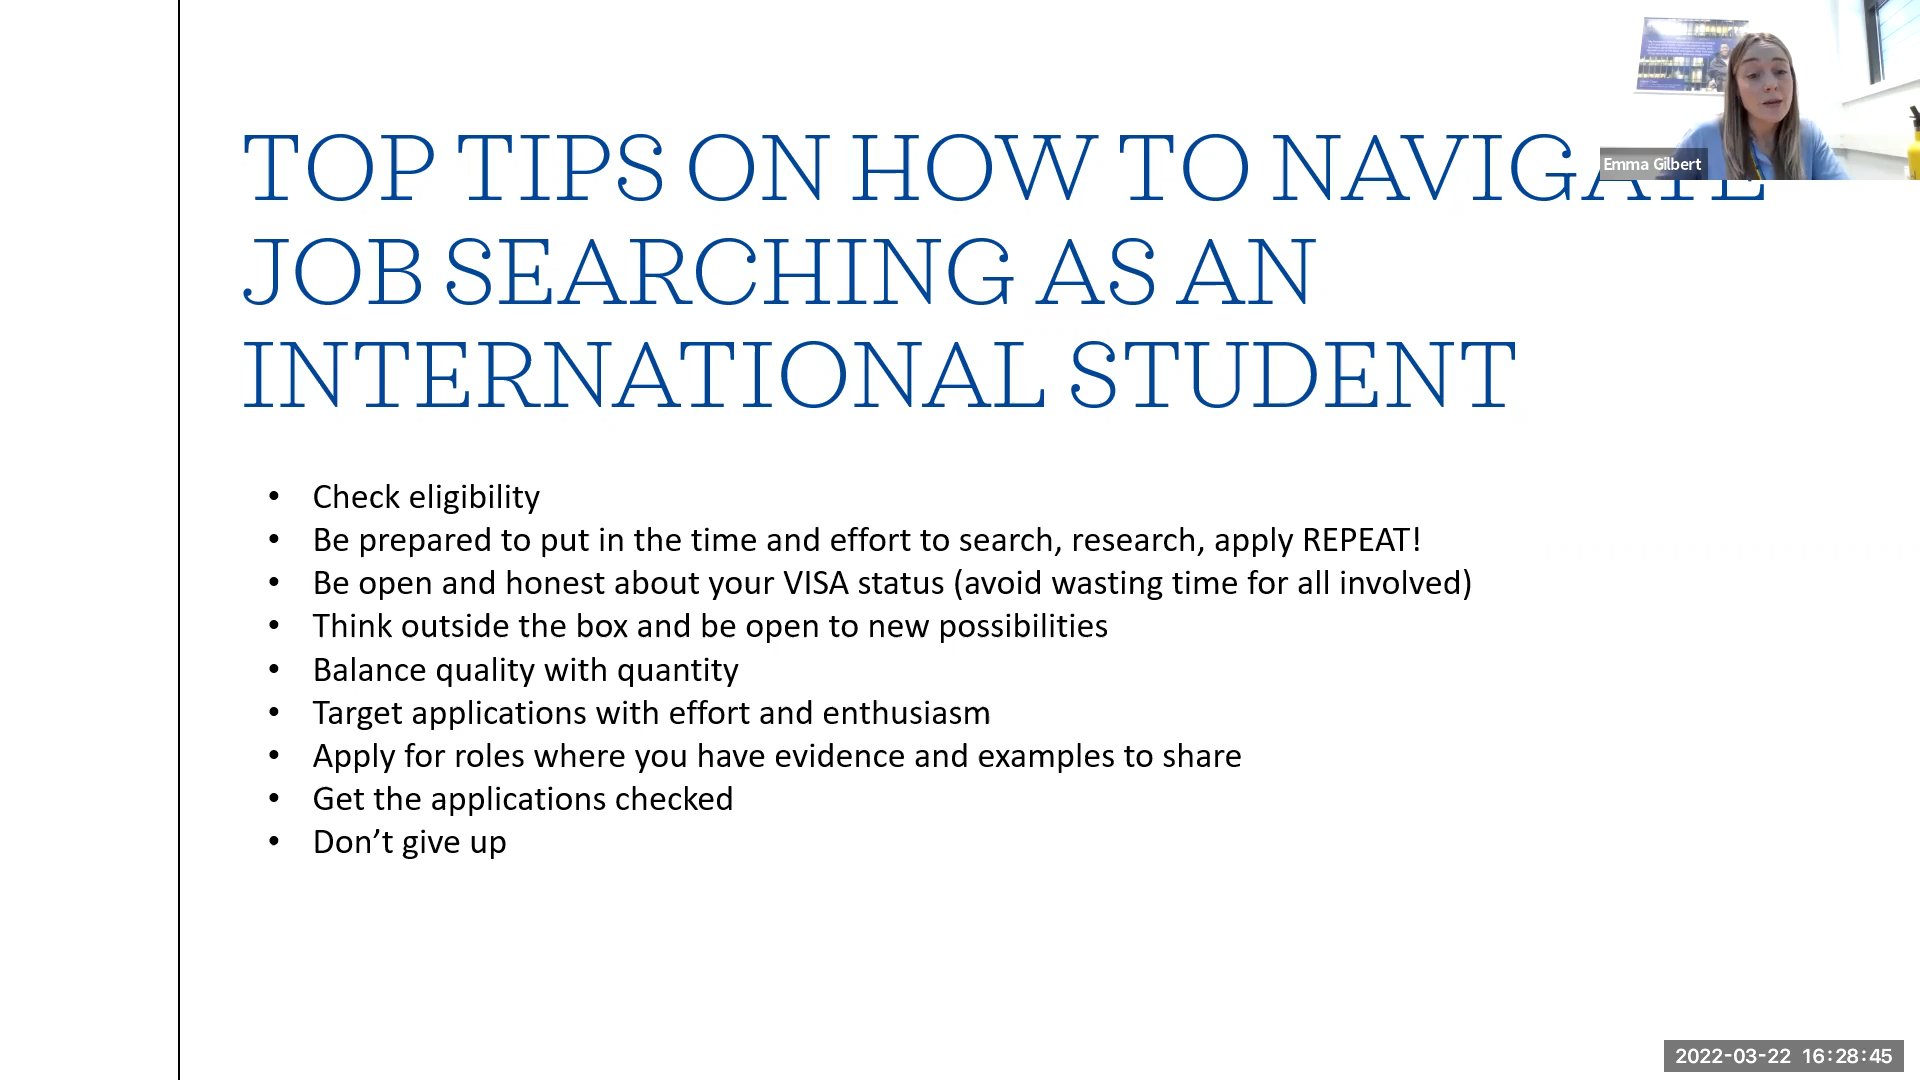 TOP TIPS ON HOW TO NAVIGATE
JOB SEARCHING AS AN
INTERNATIONAL STUDENT
Emma Gilbert
• Check eligibility
• Be prepared to put in the time and effort to search, research, apply REPEAT!
• Be open and honest about your VISA status (avoid wasting time for all involved)
• Think outside the box and be open to new possibilities
• Balance quality with quantity
• Target applications with effort and enthusiasm
• Apply for roles where you have evidence and examples to share
• Get the applications checked
• Don’t give up
2022-03-22 16:28:45